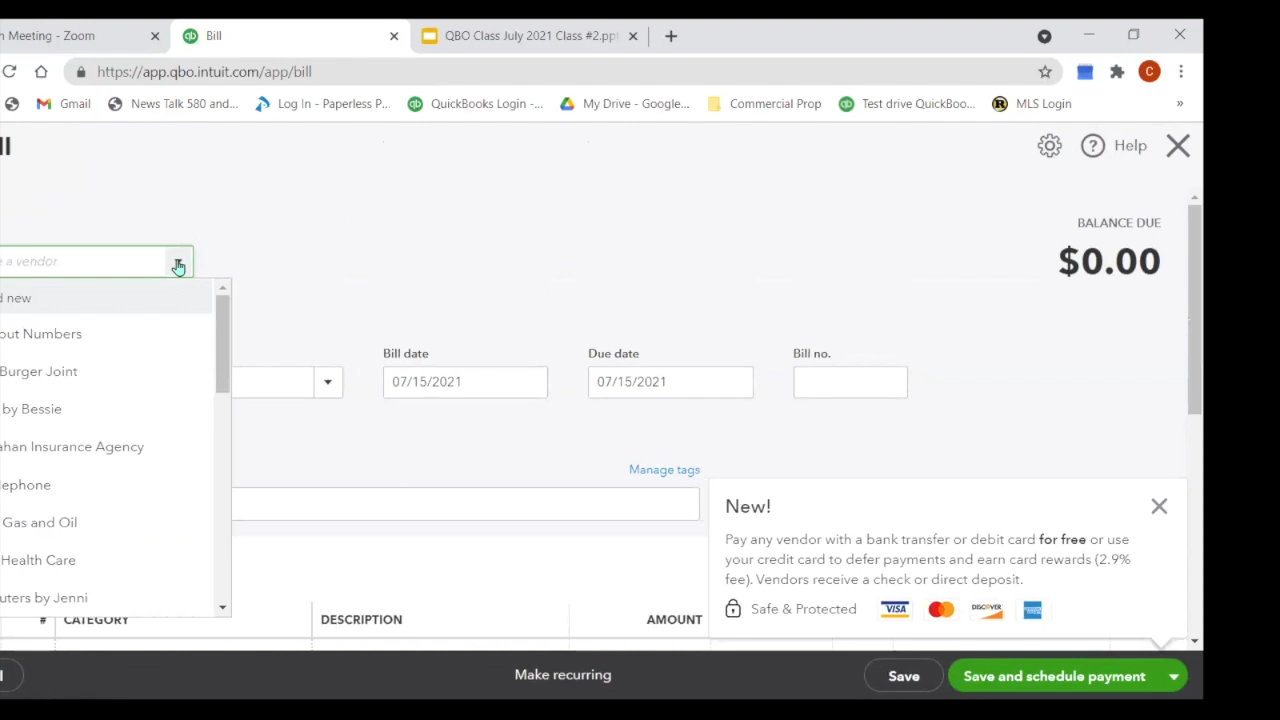 Meeting - Zoom
Bill
QBO Class July 2021 Class #2.ppt
https://app.qbo.intuit.com/app/bill
Gmail
News Talk 580 and...
Log In - Paperless P...
QuickBooks Login -...
My Drive - Google...
Commercial Prop
Test drive QuickBoo...
MLS Login
»
Help
BALANCE DUE
$0.00
a vendor
new
out Numbers
Burger Joint
by Bessie
ahan Insurance Agency
lephone
Gas and Oil
Health Care
uters by Jenni
Bill date
Due date
Bill no.
07/15/2021
07/15/2021
Manage tags
New!
Pay any vendor with a bank transfer or debit card for free or use
your credit card to defer payments and earn card rewards (2.9%
fee). Vendors receive a check or direct deposit.
Safe & Protected
VISA
DISCOVER
#
CATEGORY
DESCRIPTION
AMOUNT
Make recurring
Save
Save and schedule payment